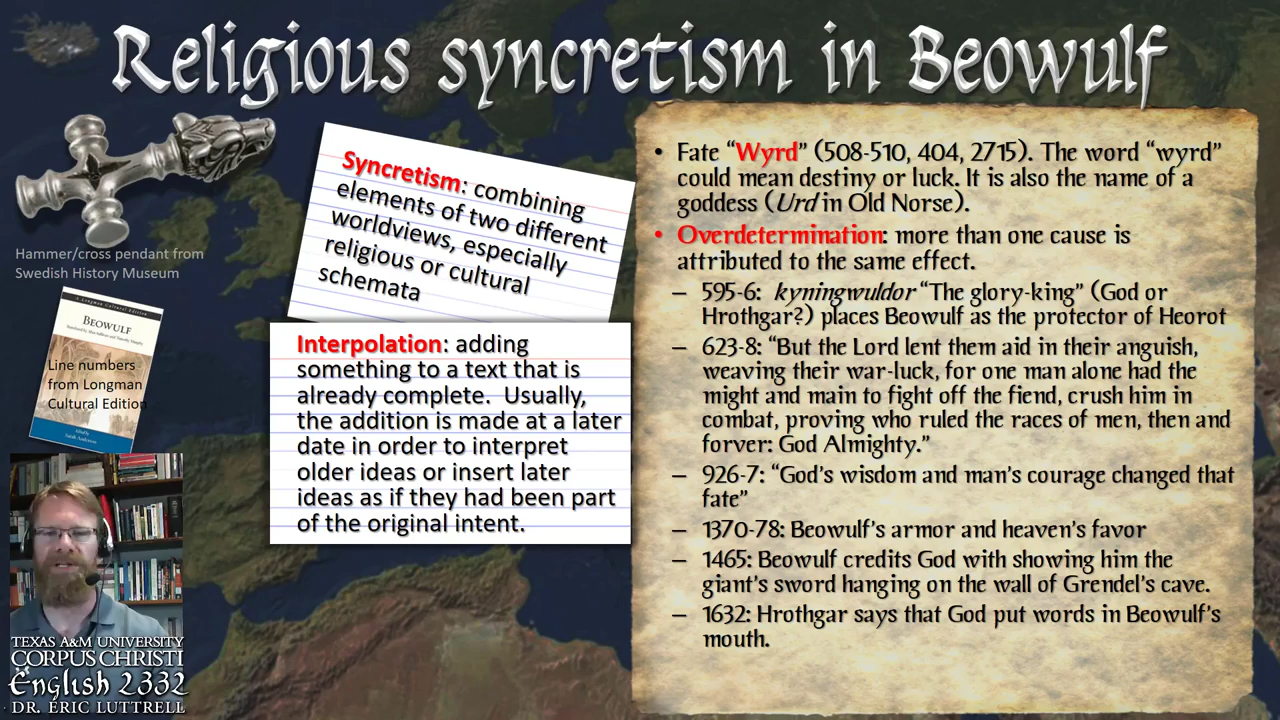 Religious syncretism in Beowulf
Syncretism: combining
elements of two different
worldviews, especially
religious or cultural
schemata
Hammer/cross pendant from
Swedish History Museum
A Longman Cultural Edition
BEOWULF
Line numbers
from Longman
Cultural Edition
Sarah Anderson
Interpolation: adding
something to a text that is
already complete. Usually,
the addition is made at a later
date in order to interpret
older ideas or insert later
ideas as if they had been part
of the original intent.
• Fate “Wyrd” (508-510, 404, 2715). The word “wyrd”
could mean destiny or luck. It is also the name of a
goddess (Urd in Old Norse).
• Overdetermination: more than one cause is
attributed to the same effect.
– 595-6: kyningwuldor “The glory-king” (God or
Hrothgar?) places Beowulf as the protector of Heorot
– 623-8: “But the Lord lent them aid in their anguish,
weaving their war-luck, for one man alone had the
might and main to fight off the fiend, crush him in
combat, proving who ruled the races of men, then and
forver: God Almighty.”
– 926-7: “God’s wisdom and man’s courage changed that
fate”
– 1370-78: Beowulf’s armor and heaven’s favor
– 1465: Beowulf credits God with showing him the
giant’s sword hanging on the wall of Grendel’s cave.
– 1632: Hrothgar says that God put words in Beowulf’s
mouth.
TEXAS A&M UNIVERSITY
CORPUS CHRISTI
English 2332
DR. ERIC LUTTRELL